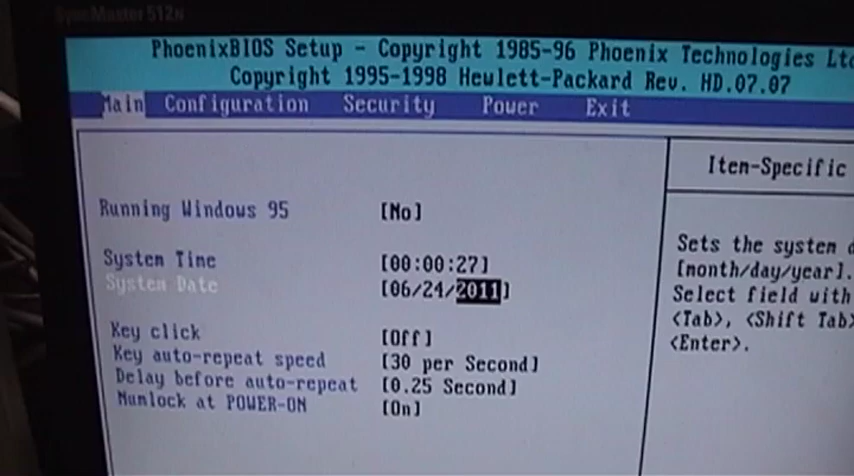 SyncMaster 512N
PhoenixBIOS Setup - Copyright 1985-96 Phoenix Technologies Ltd
Copyright 1995-1998 Hewlett-Packard Rev. HD.07.07
Main Configuration Security Power Exit
Item-Specific
Running Windows 95 [No]
System Time [00:00:27]
System Date [06/24/2011]
Key click [Off]
Key auto-repeat speed [30 per Second]
Delay before auto-repeat [0.25 Second]
Numlock at POWER-ON [On]
Sets the system
[month/day/year].
Select field with
<Tab>, <Shift Tab>
<Enter>.